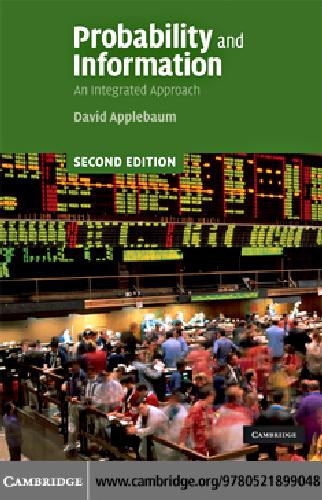 Probability and
Information
An Integrated Approach
David Applebaum
SECOND EDITION
CAMBRIDGE
CAMBRIDGE
www.cambridge.org/9780521899048